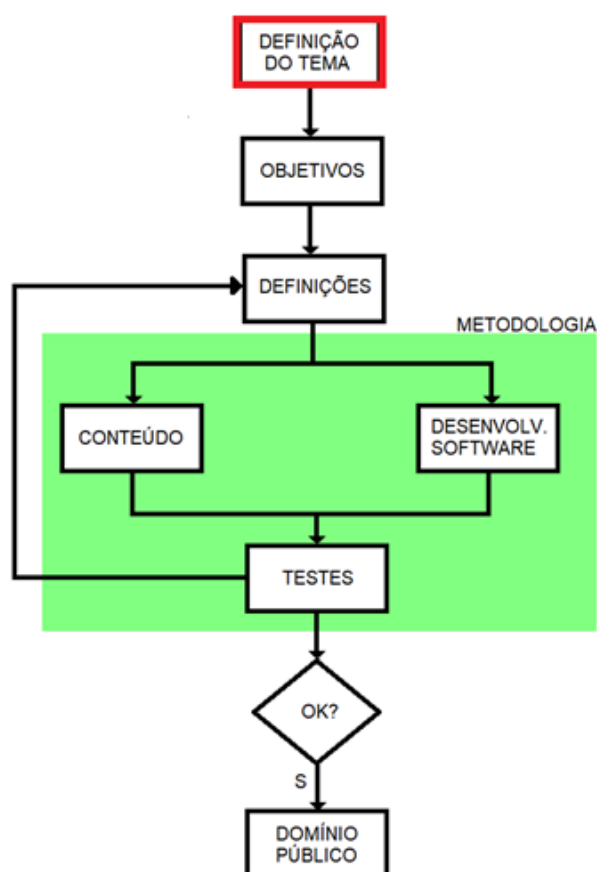 DEFINIÇÃO
DO TEMA
OBJETIVOS
DEFINIÇÕES
METODOLOGIA
CONTEÚDO
DESENVOLV.
SOFTWARE
TESTES
OK?
S
DOMÍNIO
PÚBLICO